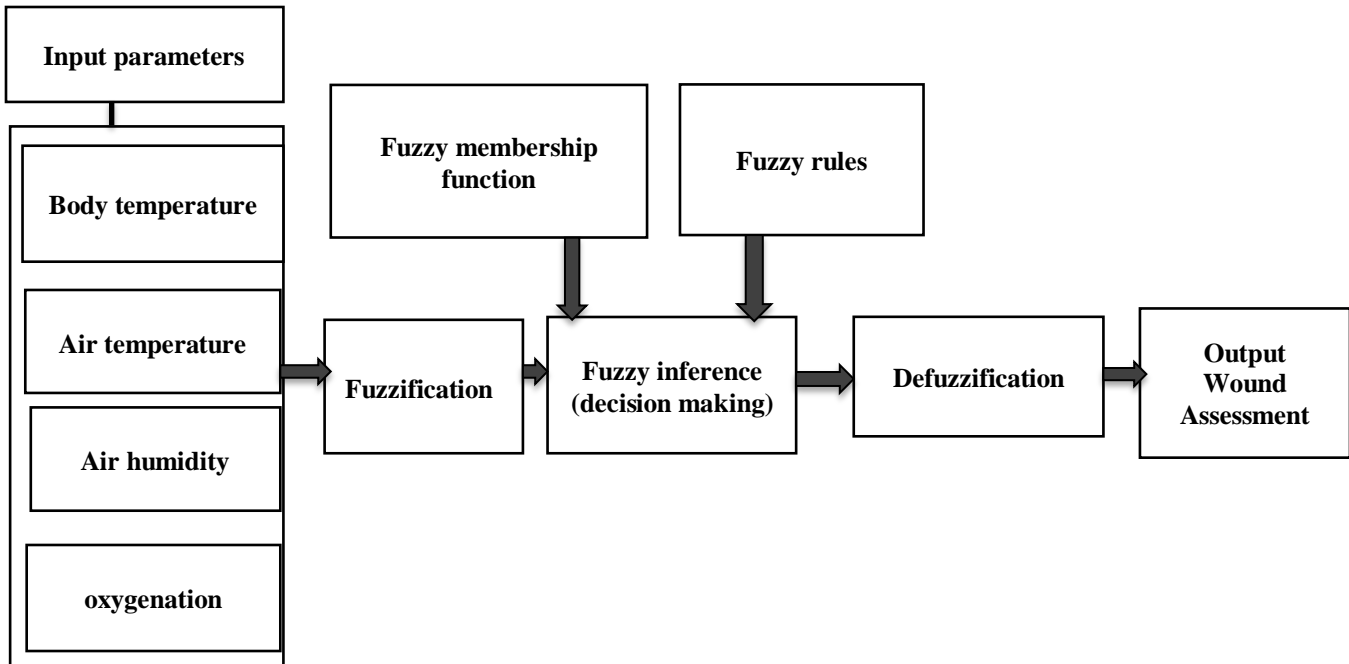 Input parameters
Body temperature
Air temperature
Air humidity
oxygenation
Fuzzification
Fuzzy membership
function
Fuzzy rules
Fuzzy inference
(decision making)
Defuzzification
Output
Wound
Assessment